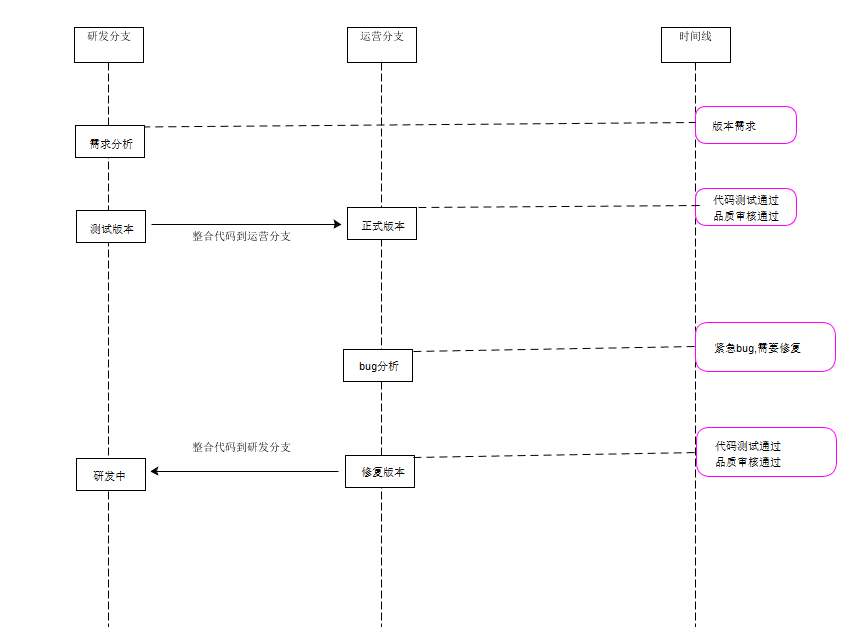 研发分支
运营分支
时间线
版本需求
需求分析
代码测试通过
品质审核通过
测试版本
正式版本
整合代码到运营分支
紧急bug,需要修复
bug分析
整合代码到研发分支
代码测试通过
品质审核通过
研发中
修复版本